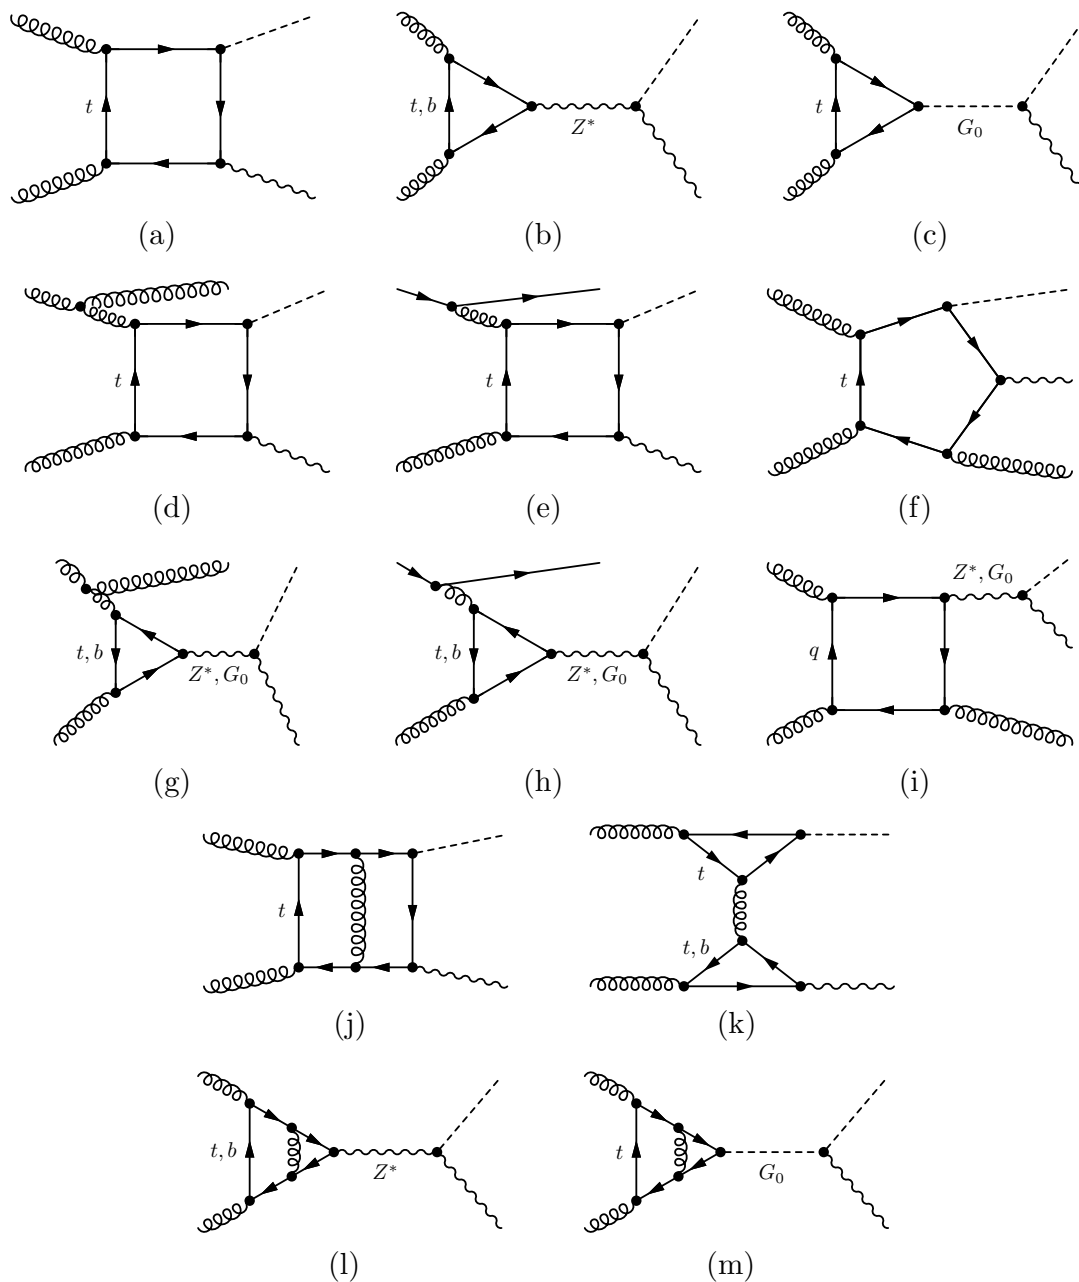 t
(a)
t, b
Z*
(b)
t
G₀
(c)
t
(d)
t
(e)
t
(f)
t, b
Z*, G₀
(g)
t, b
Z*, G₀
(h)
q
Z*, G₀
(i)
t
(j)
t
t, b
(k)
t, b
Z*
(l)
t
G₀
(m)